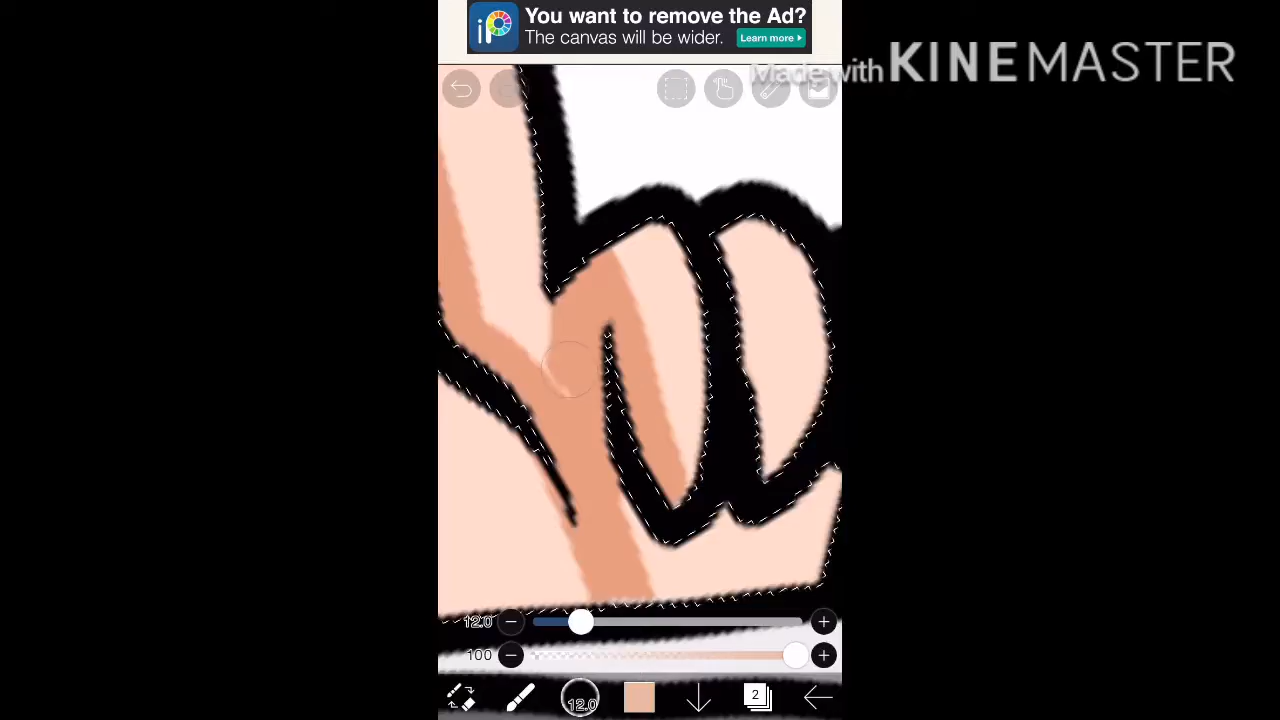 iP
You want to remove the Ad?
The canvas will be wider.
Learn more
Made with KINEMASTER
12.0
100
12.0
2